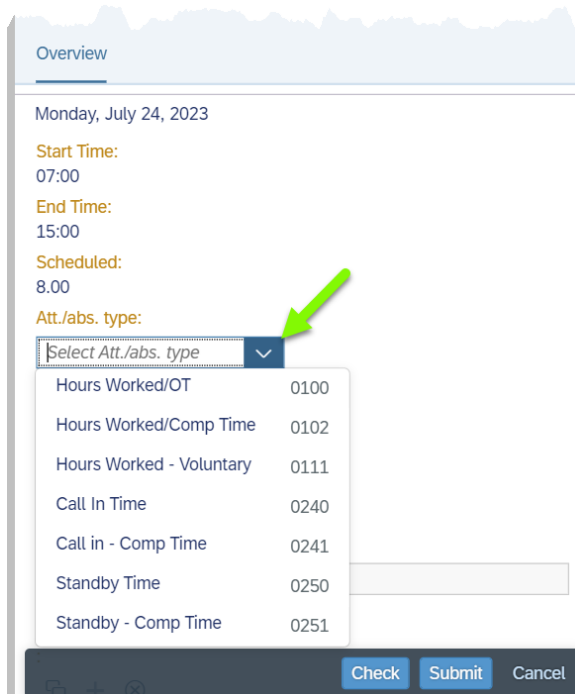 Overview
Monday, July 24, 2023
Start Time:
07:00
End Time:
15:00
Scheduled:
8.00
Att./abs. type:
Select Att./abs. type
Hours Worked/OT 0100
Hours Worked/Comp Time 0102
Hours Worked - Voluntary 0111
Call In Time 0240
Call in - Comp Time 0241
Standby Time 0250
Standby - Comp Time 0251
Check Submit Cancel